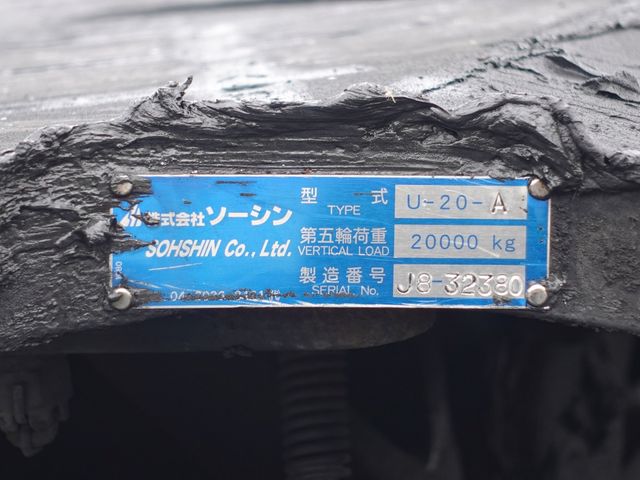 株式会社 ソーシン
SOHSHIN Co., Ltd.
型式 U-20-A
TYPE
第五輪荷重 20000 kg
VERTICAL LOAD
製造番号 J8-32380
SERIAL No.